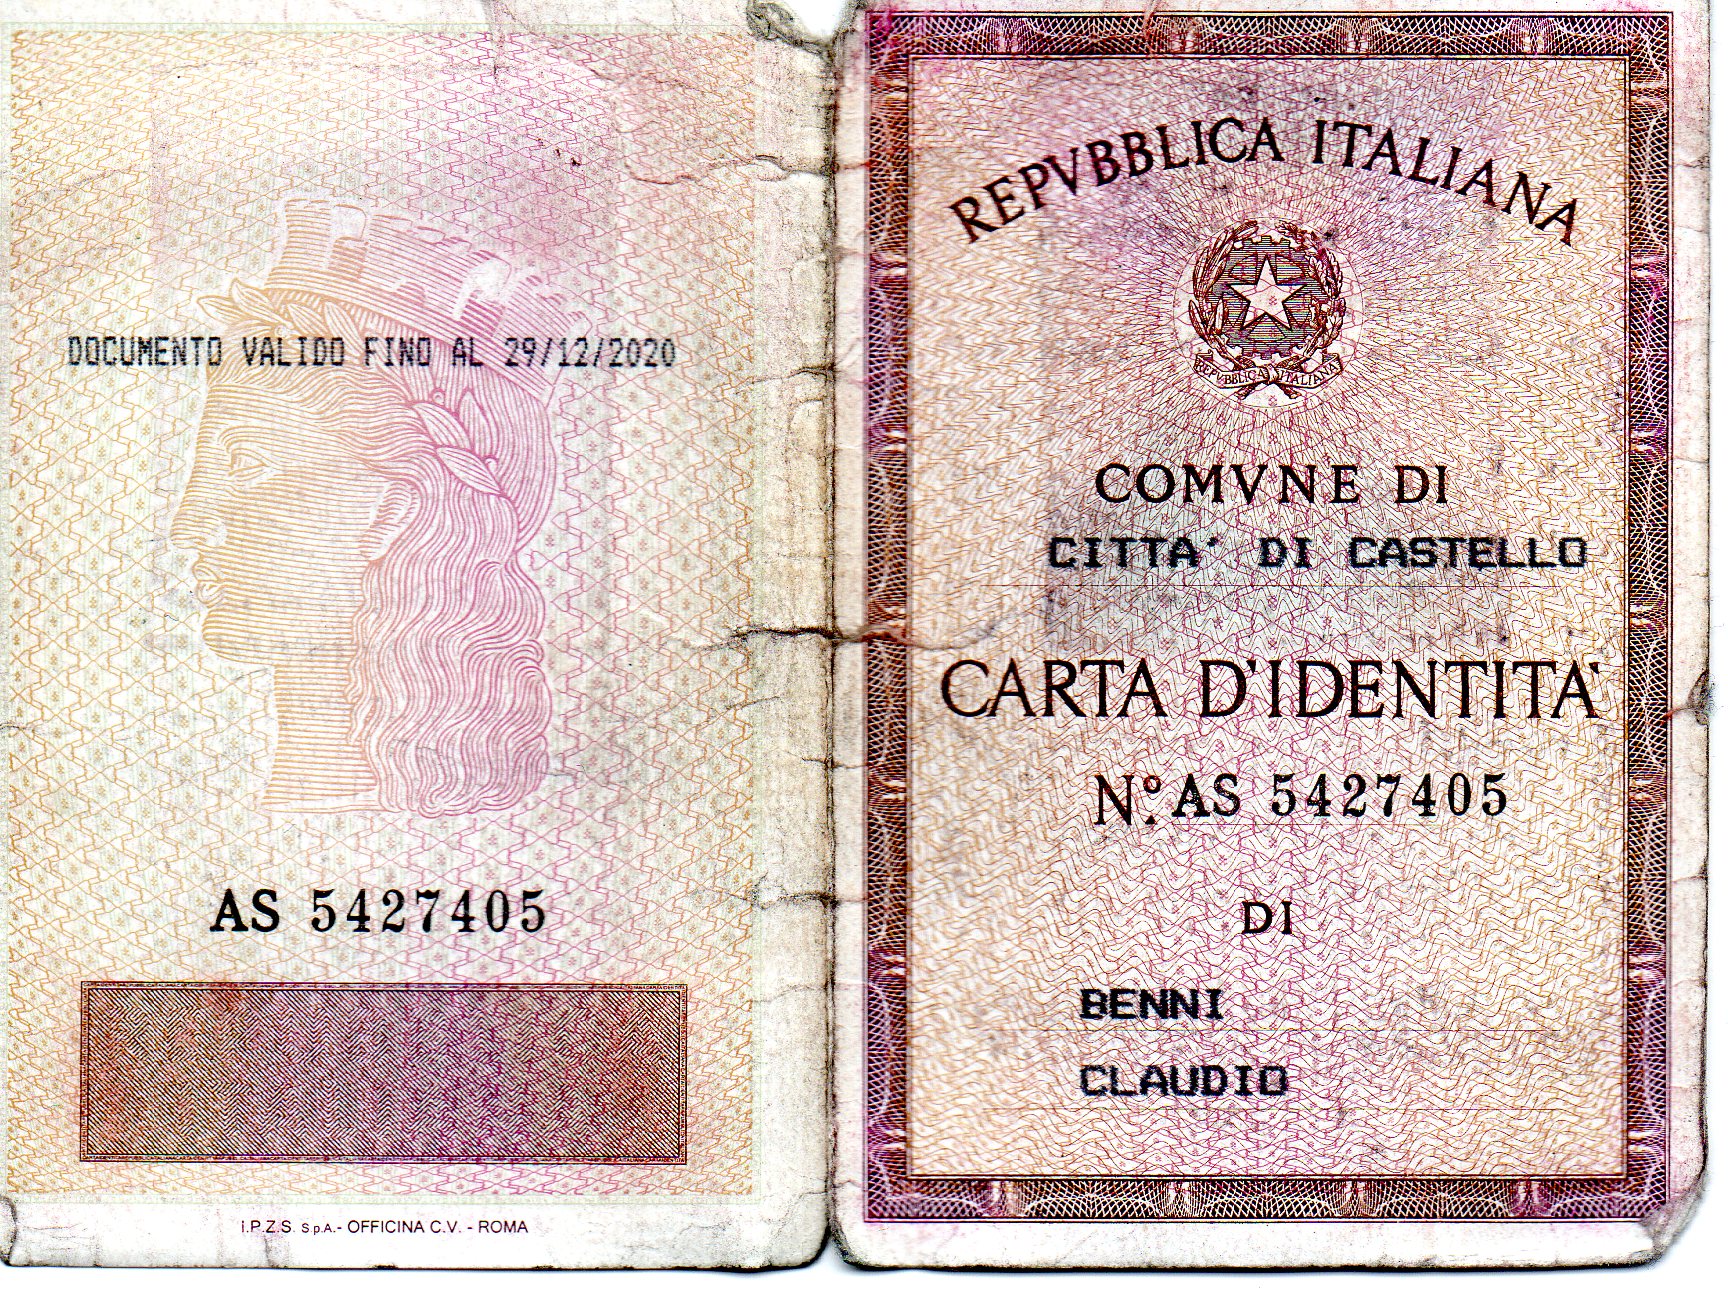 DOCUMENTO VALIDO FINO AL 29/12/2020
AS 5427405
I.P.Z.S. S.p.A. - OFFICINA C.V. - ROMA
REPVBBLICA ITALIANA
REPVBBLICA ITALIANA
COMVNE DI
CITTA' DI CASTELLO
CARTA D'IDENTITA'
N.º AS 5427405
DI
BENNI
CLAUDIO